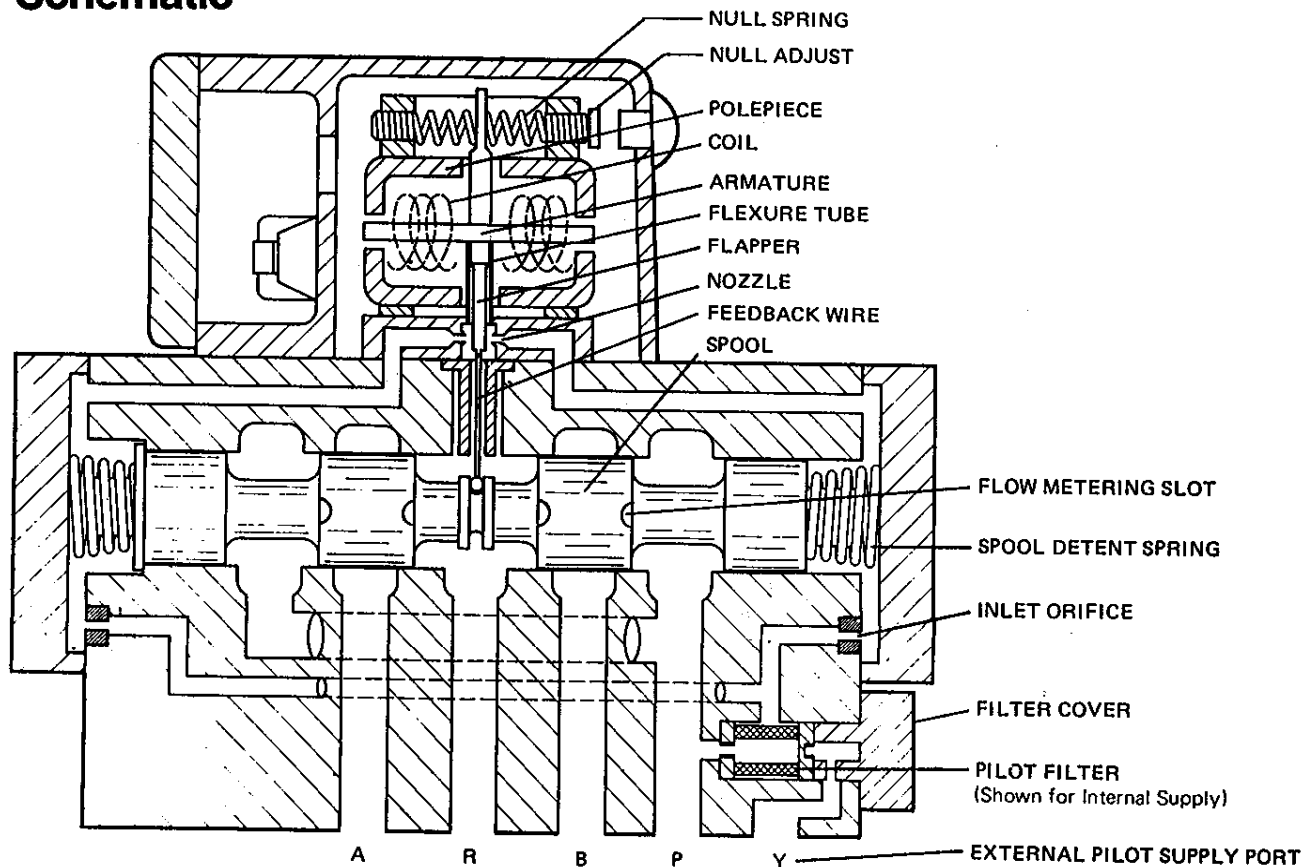 Schematic
NULL SPRING
NULL ADJUST
POLEPIECE
COIL
ARMATURE
FLEXURE TUBE
FLAPPER
NOZZLE
FEEDBACK WIRE
SPOOL
FLOW METERING SLOT
SPOOL DETENT SPRING
INLET ORIFICE
FILTER COVER
PILOT FILTER
(Shown for Internal Supply)
A R B P Y EXTERNAL PILOT SUPPLY PORT